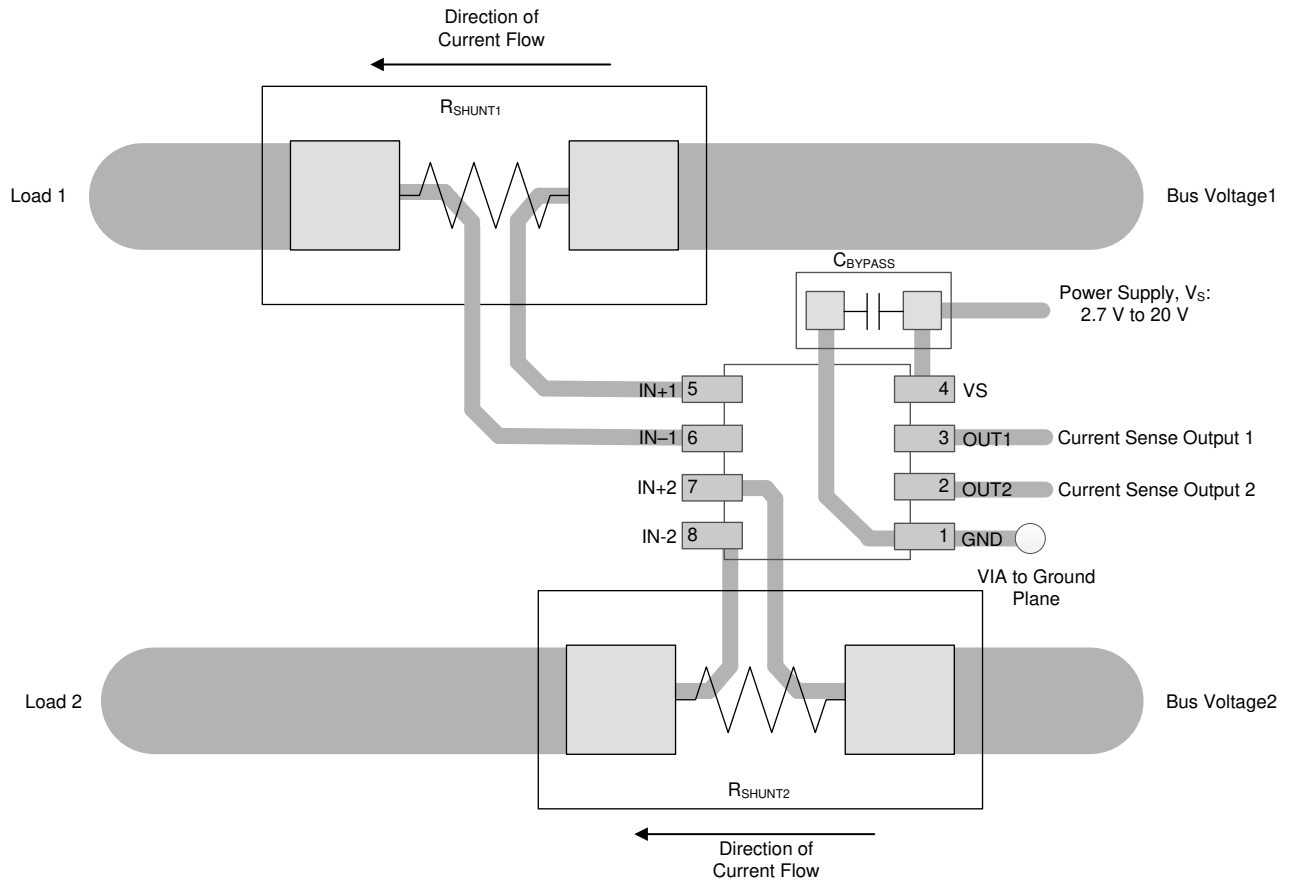 Direction of
Current Flow
RSHUNT1
Load 1
Bus Voltage1
CBYPASS
Power Supply, VS:
2.7 V to 20 V
IN+1 5
4 VS
IN–1 6
3 OUT1 Current Sense Output 1
IN+2 7
2 OUT2 Current Sense Output 2
IN-2 8
1 GND
VIA to Ground
Plane
Load 2
Bus Voltage2
RSHUNT2
Direction of
Current Flow